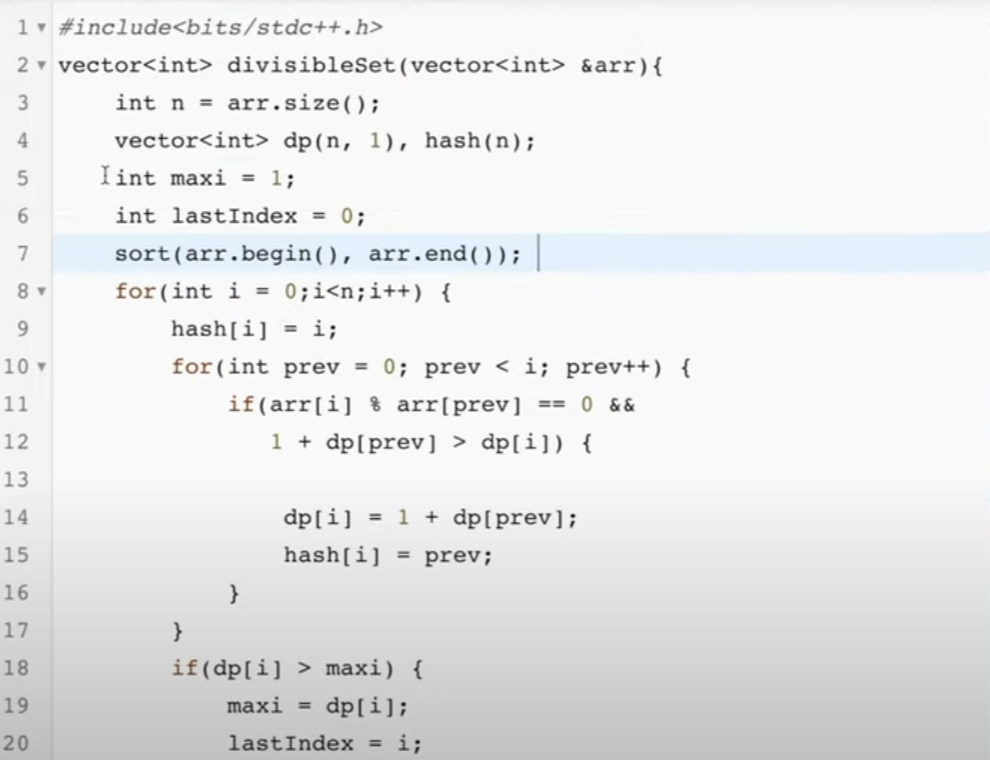 1 #include<bits/stdc++.h>
2 vector<int> divisibleSet(vector<int> &arr){
3     int n = arr.size();
4     vector<int> dp(n, 1), hash(n);
5     int maxi = 1;
6     int lastIndex = 0;
7     sort(arr.begin(), arr.end());
8     for(int i = 0;i<n;i++) {
9         hash[i] = i;
10         for(int prev = 0; prev < i; prev++) {
11             if(arr[i] % arr[prev] == 0 &&
12                1 + dp[prev] > dp[i]) {
13
14                 dp[i] = 1 + dp[prev];
15                 hash[i] = prev;
16             }
17         }
18         if(dp[i] > maxi) {
19             maxi = dp[i];
20             lastIndex = i;